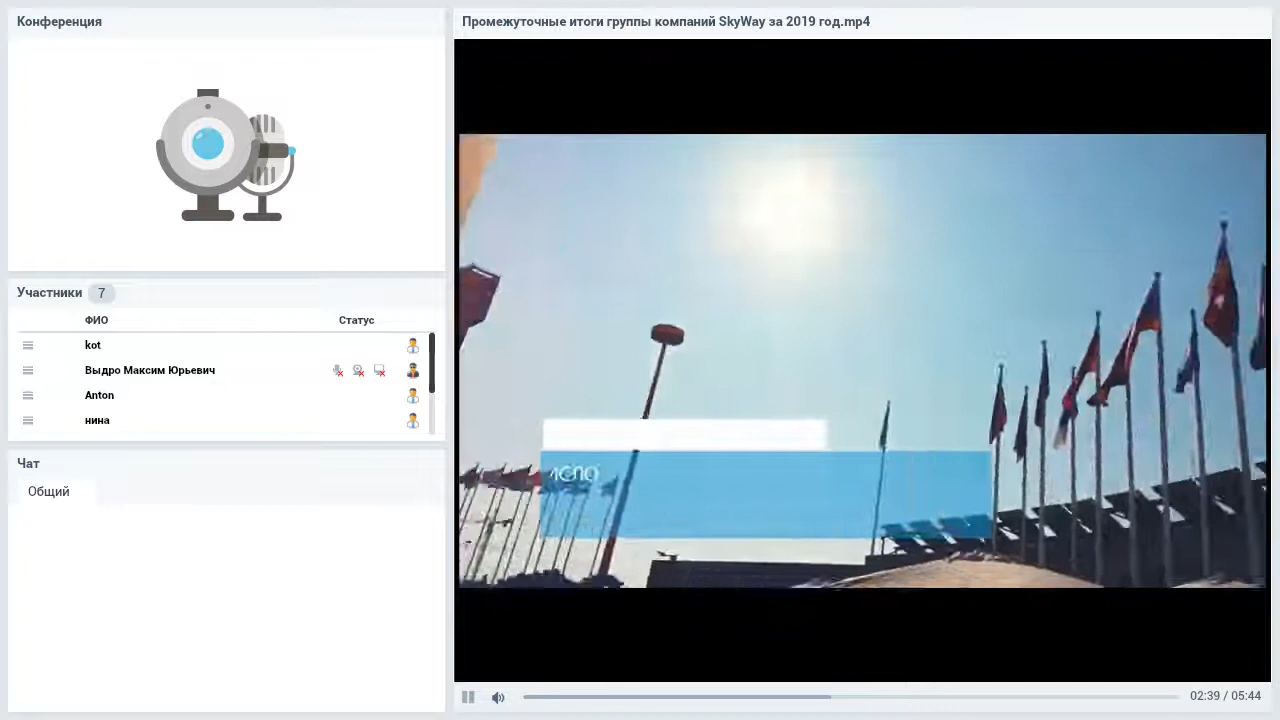 Конференция
Промежуточные итоги группы компаний SkyWay за 2019 год.mp4
Участники 7
ФИО Статус
kot
Выдро Максим Юрьевич
Anton
нина
Чат
Общий
02:39 / 05:44